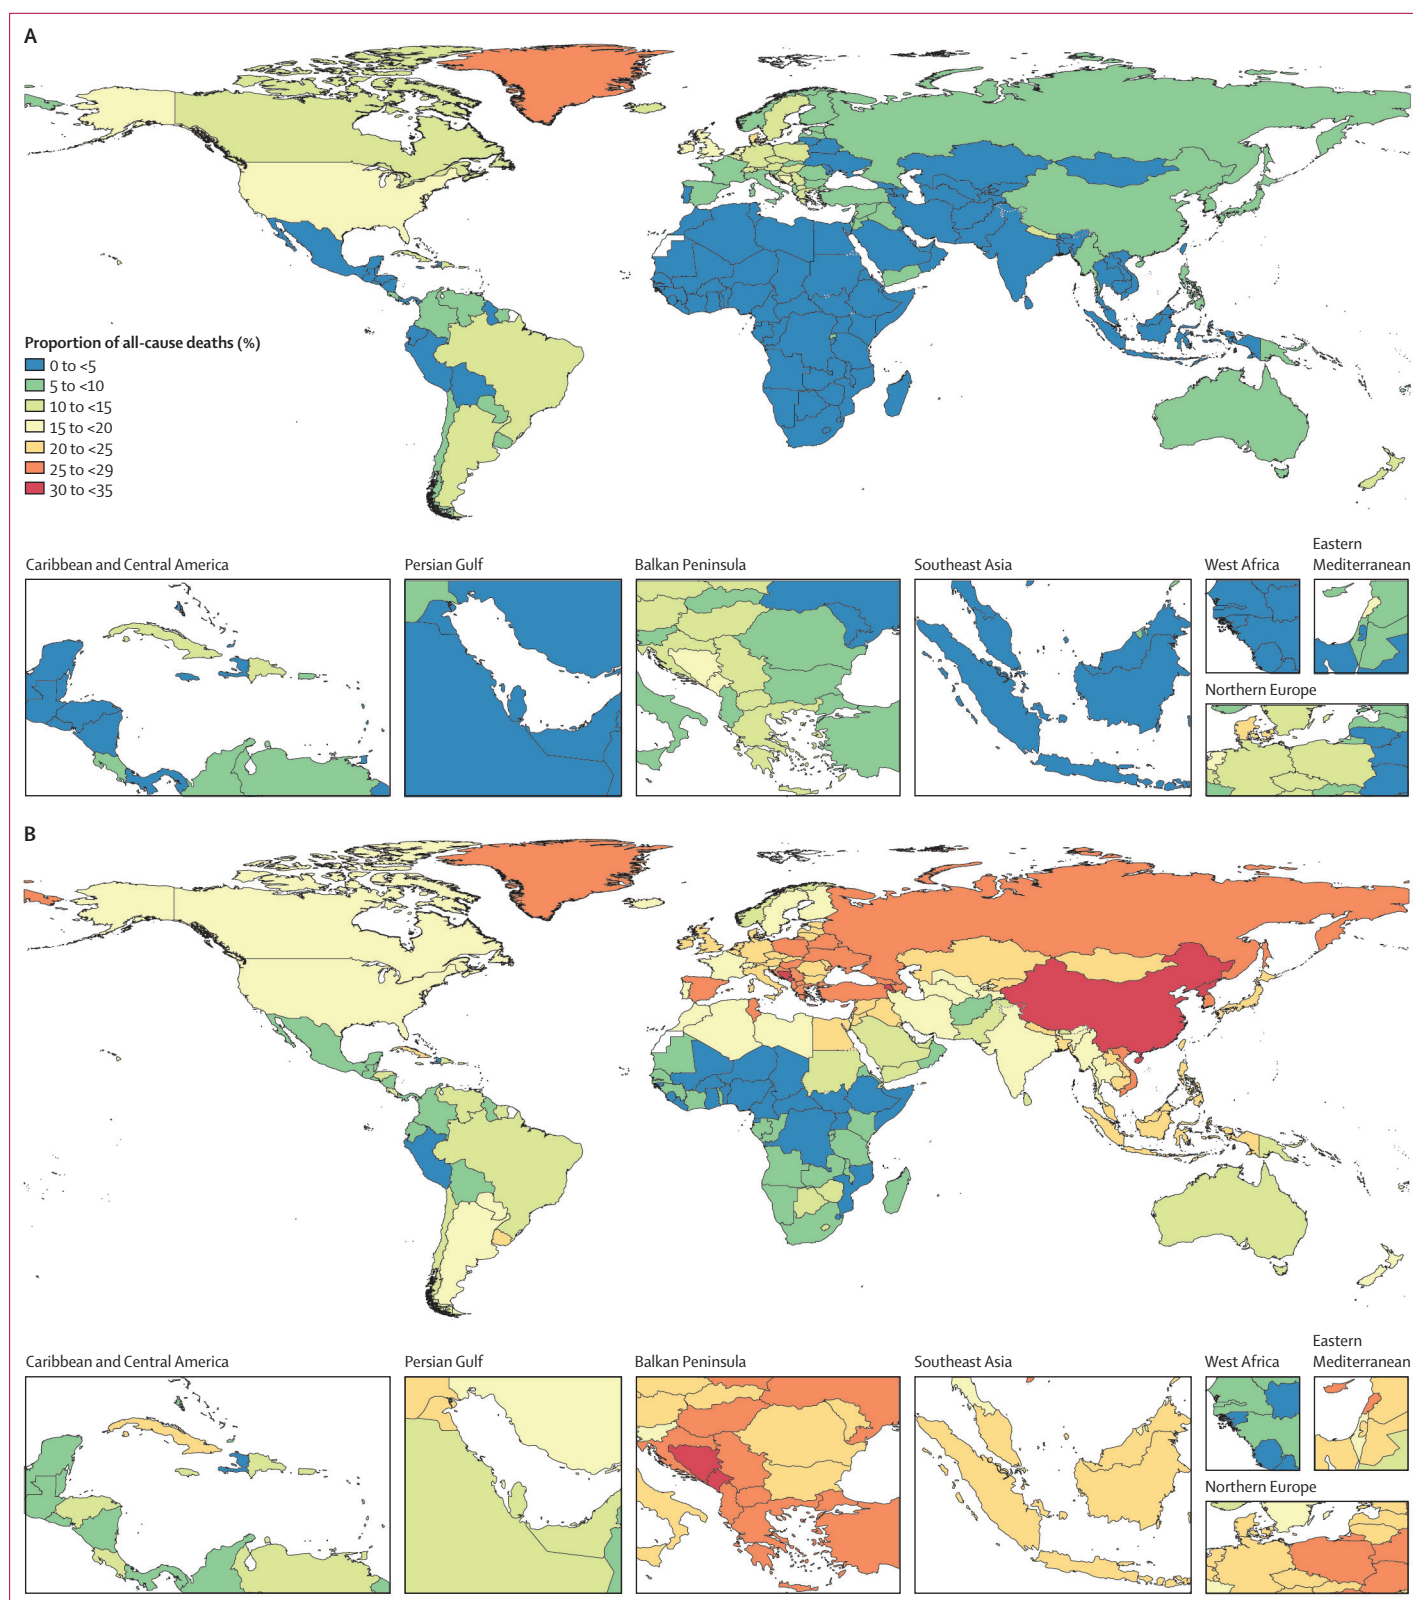 A
Proportion of all-cause deaths (%)
0 to <5
5 to <10
10 to <15
15 to <20
20 to <25
25 to <29
30 to <35
Caribbean and Central America
Persian Gulf
Balkan Peninsula
Southeast Asia
West Africa
Eastern
Mediterranean
Northern Europe
B
Caribbean and Central America
Persian Gulf
Balkan Peninsula
Southeast Asia
West Africa
Eastern
Mediterranean
Northern Europe